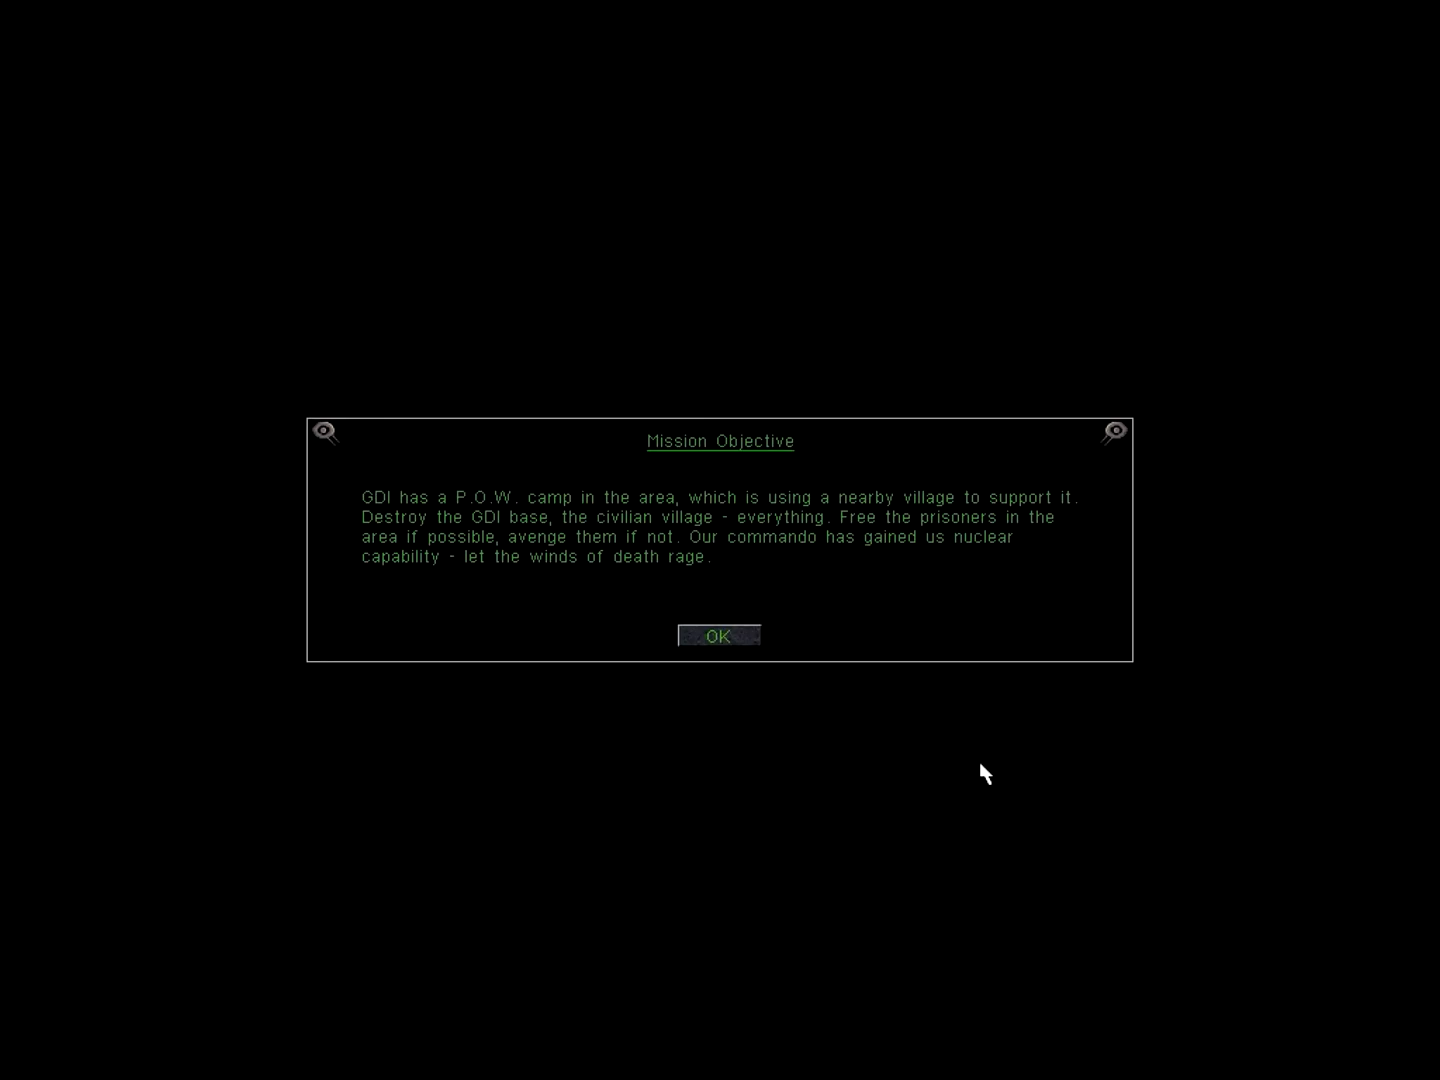 Mission Objective
GDI has a P.O.W. camp in the area, which is using a nearby village to support it.
Destroy the GDI base, the civilian village - everything. Free the prisoners in the
area if possible, avenge them if not. Our commando has gained us nuclear
capability - let the winds of death rage.
OK